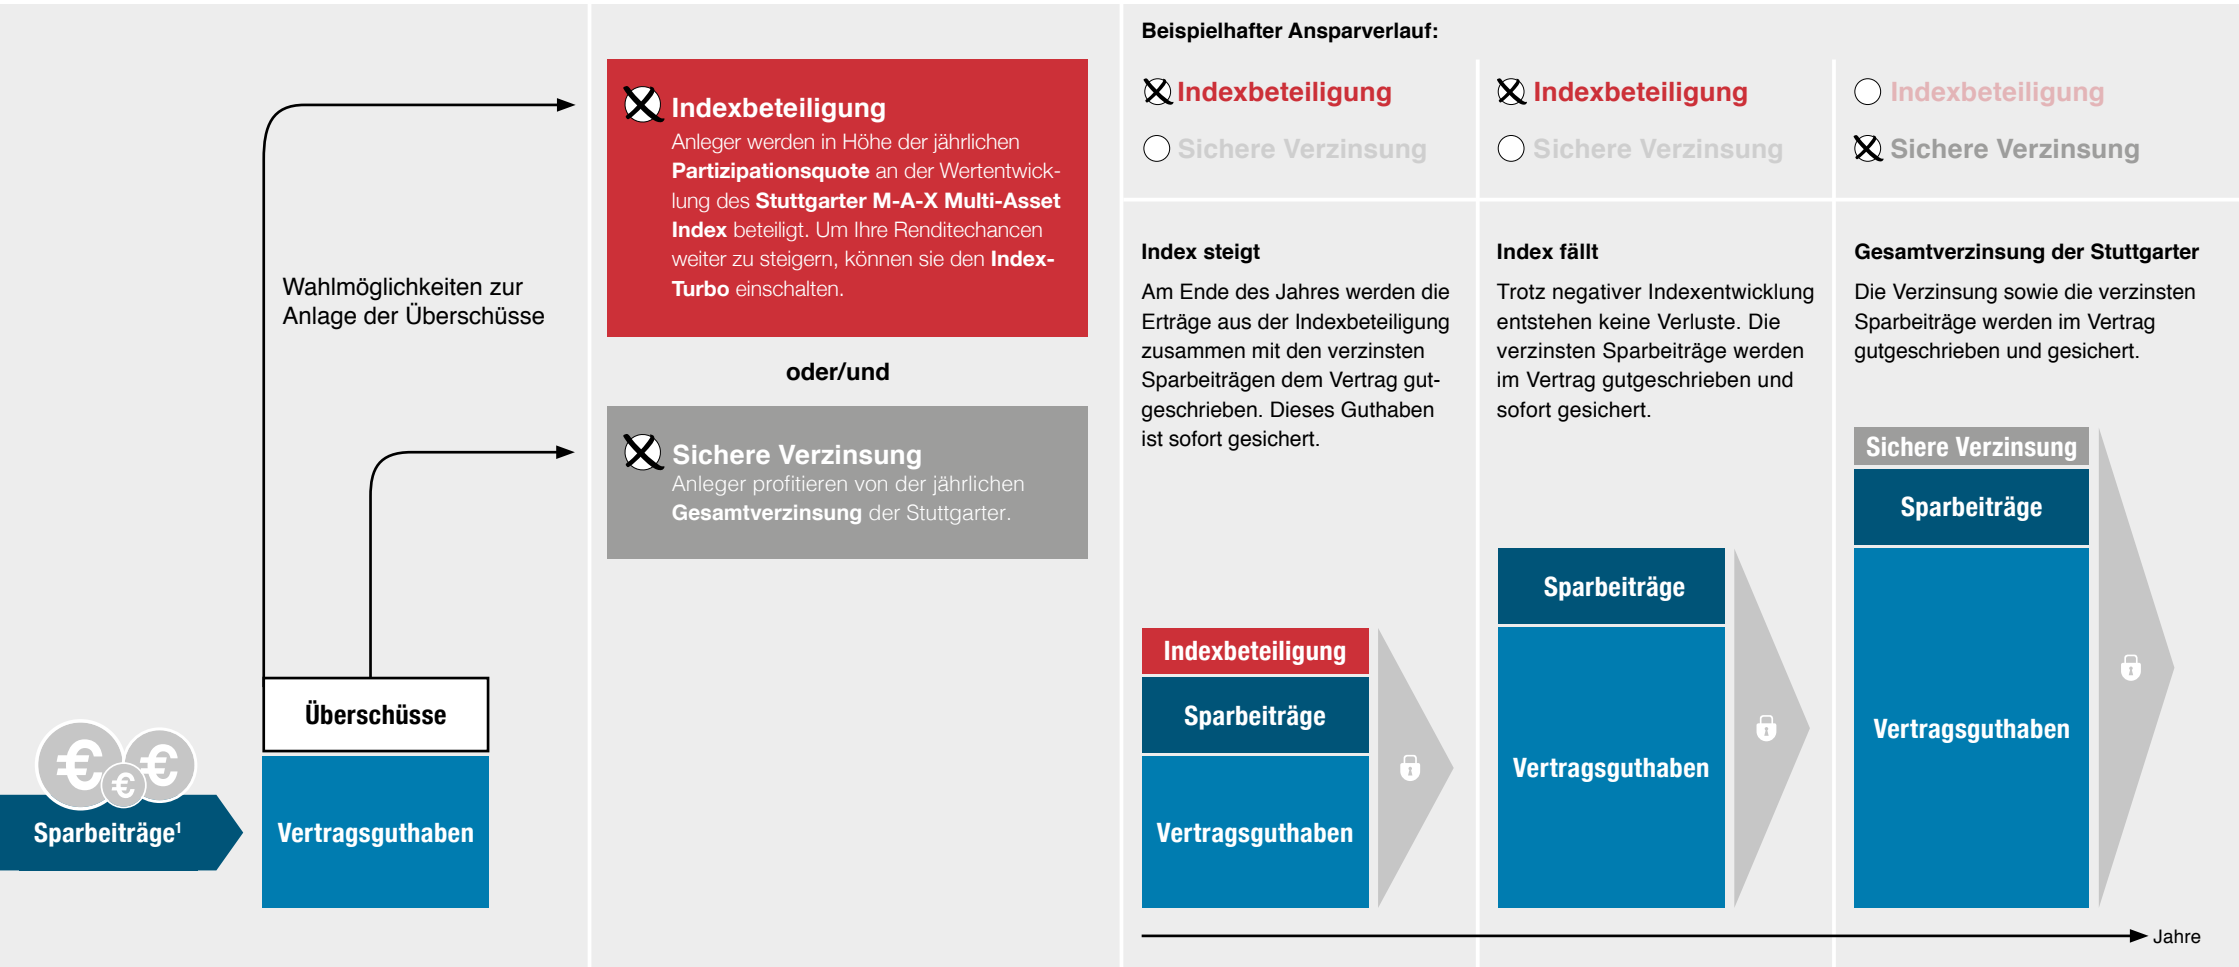 Sparbeiträge¹
Überschüsse
Vertragsguthaben
Wahlmöglichkeiten zur
Anlage der Überschüsse
Indexbeteiligung
Anleger werden in Höhe der jährlichen
Partizipationsquote an der Wertentwick-
lung des Stuttgarter M-A-X Multi-Asset
Index beteiligt. Um Ihre Renditechancen
weiter zu steigern, können sie den Index-
Turbo einschalten.
oder/und
Sichere Verzinsung
Anleger profitieren von der jährlichen
Gesamtverzinsung der Stuttgarter.
Beispielhafter Ansparverlauf:
Indexbeteiligung
Sichere Verzinsung
Index steigt
Am Ende des Jahres werden die
Erträge aus der Indexbeteiligung
zusammen mit den verzinsten
Sparbeiträgen dem Vertrag gut-
geschrieben. Dieses Guthaben
ist sofort gesichert.
Indexbeteiligung
Sparbeiträge
Vertragsguthaben
Indexbeteiligung
Sichere Verzinsung
Index fällt
Trotz negativer Indexentwicklung
entstehen keine Verluste. Die
verzinsten Sparbeiträge werden
im Vertrag gutgeschrieben und
sofort gesichert.
Sparbeiträge
Vertragsguthaben
Indexbeteiligung
Sichere Verzinsung
Gesamtverzinsung der Stuttgarter
Die Verzinsung sowie die verzinsten
Sparbeiträge werden im Vertrag
gutgeschrieben und gesichert.
Sichere Verzinsung
Sparbeiträge
Vertragsguthaben
Jahre